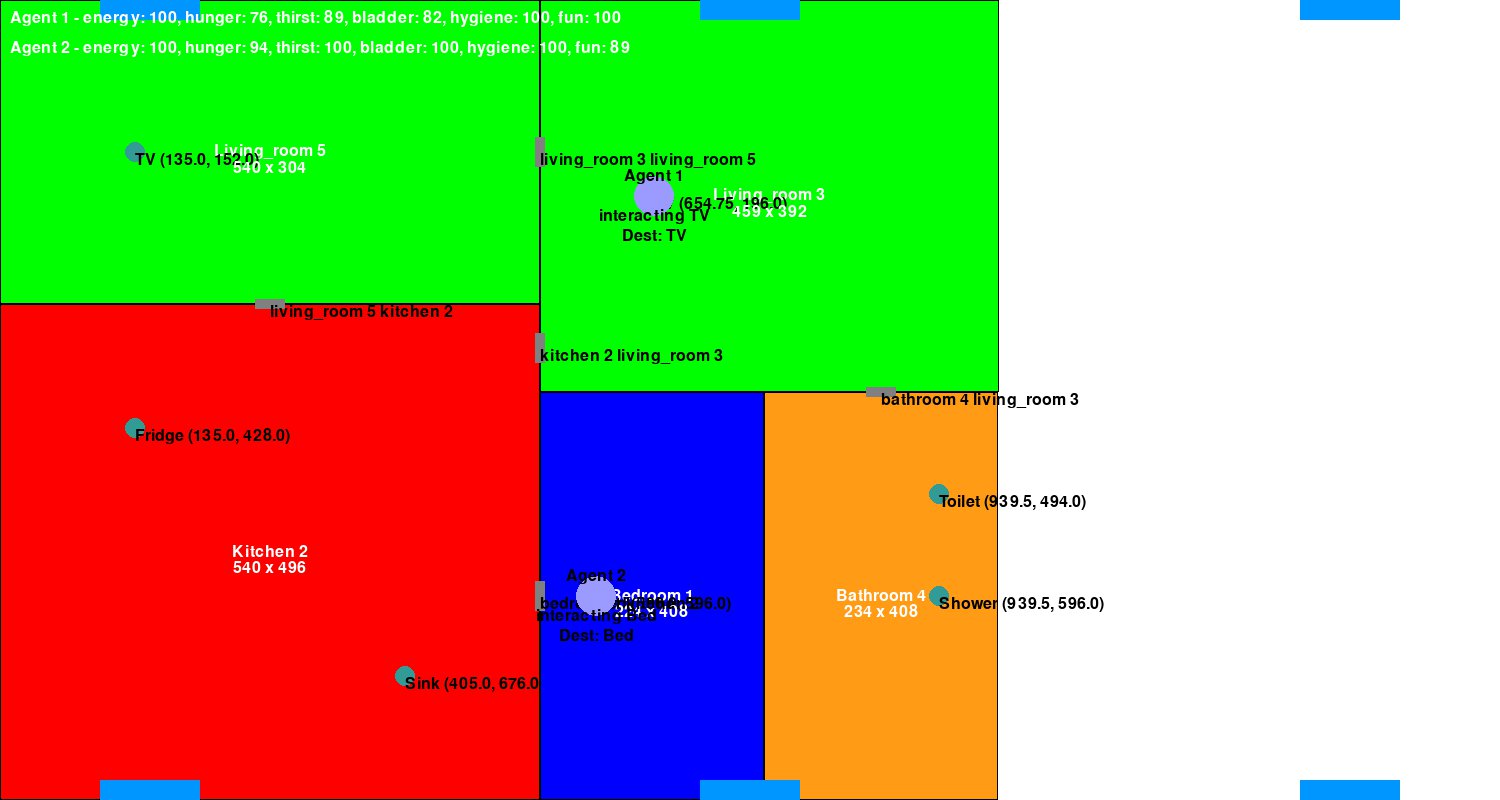 Agent 1 - energy: 100, hunger: 76, thirst: 89, bladder: 82, hygiene: 100, fun: 100
Agent 2 - energy: 100, hunger: 94, thirst: 100, bladder: 100, hygiene: 100, fun: 89
Living_room 5
540 x 304
TV (135.0, 152.0)
living_room 3 living_room 5
Agent 1
Living_room 3
459 x 392
(654.75, 196.0)
interacting TV
Dest: TV
living_room 5 kitchen 2
kitchen 2 living_room 3
bathroom 4 living_room 3
Fridge (135.0, 428.0)
Toilet (939.5, 494.0)
Kitchen 2
540 x 496
Agent 2
Bedroom 1
x 408
interacting Bed
Dest: Bed
Bathroom 4
234 x 408
Shower (939.5, 596.0)
Sink (405.0, 676.0